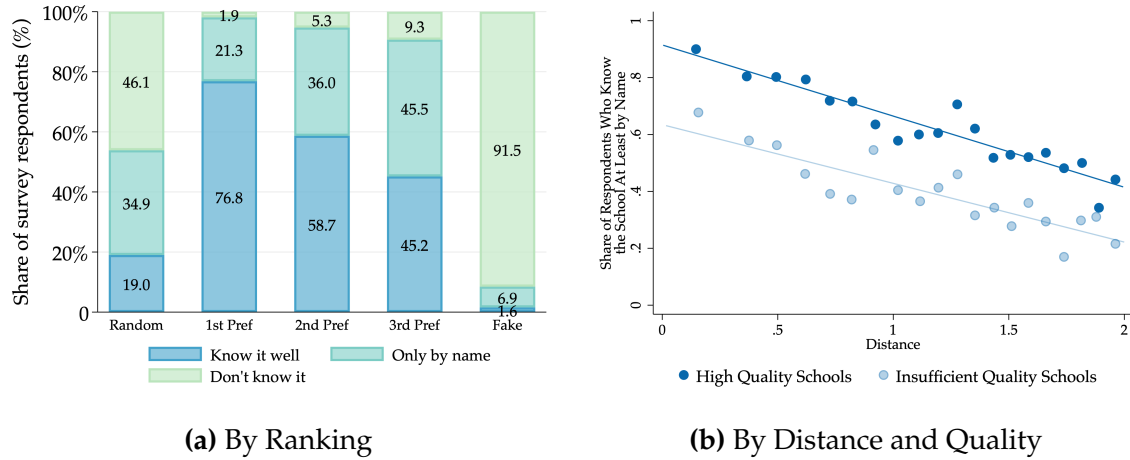 Share of survey respondents (%)
100%
80%
60%
40%
20%
0
46.1
34.9
19.0
1.9
21.3
76.8
5.3
36.0
58.7
9.3
45.5
45.2
91.5
6.9
1.6
Random 1st Pref 2nd Pref 3rd Pref Fake
Know it well Only by name
Don't know it
(a) By Ranking
Share of Respondents Who Know
the School At Least by Name
1
.8
.6
.4
.2
0
0 .5 1 1.5 2
Distance
High Quality Schools Insufficient Quality Schools
(b) By Distance and Quality